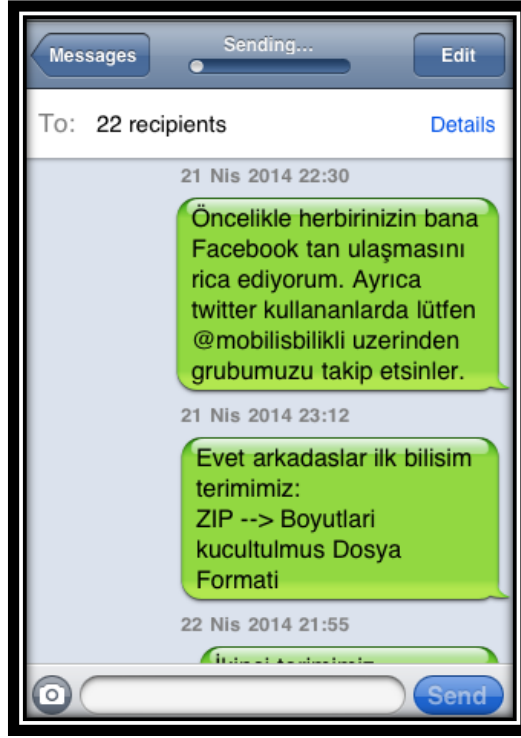 Messages
Sending...
Edit
To: 22 recipients
Details
21 Nis 2014 22:30
Öncelikle herbirinizin bana
Facebook tan ulaşmasını
rica ediyorum. Ayrıca
twitter kullananlarda lütfen
@mobilisbilikli uzerinden
grubumuzu takip etsinler.
21 Nis 2014 23:12
Evet arkadaslar ilk bilisim
terimimiz:
ZIP --> Boyutlari
kucultulmus Dosya
Formati
22 Nis 2014 21:55
İkinci terimimiz
Send